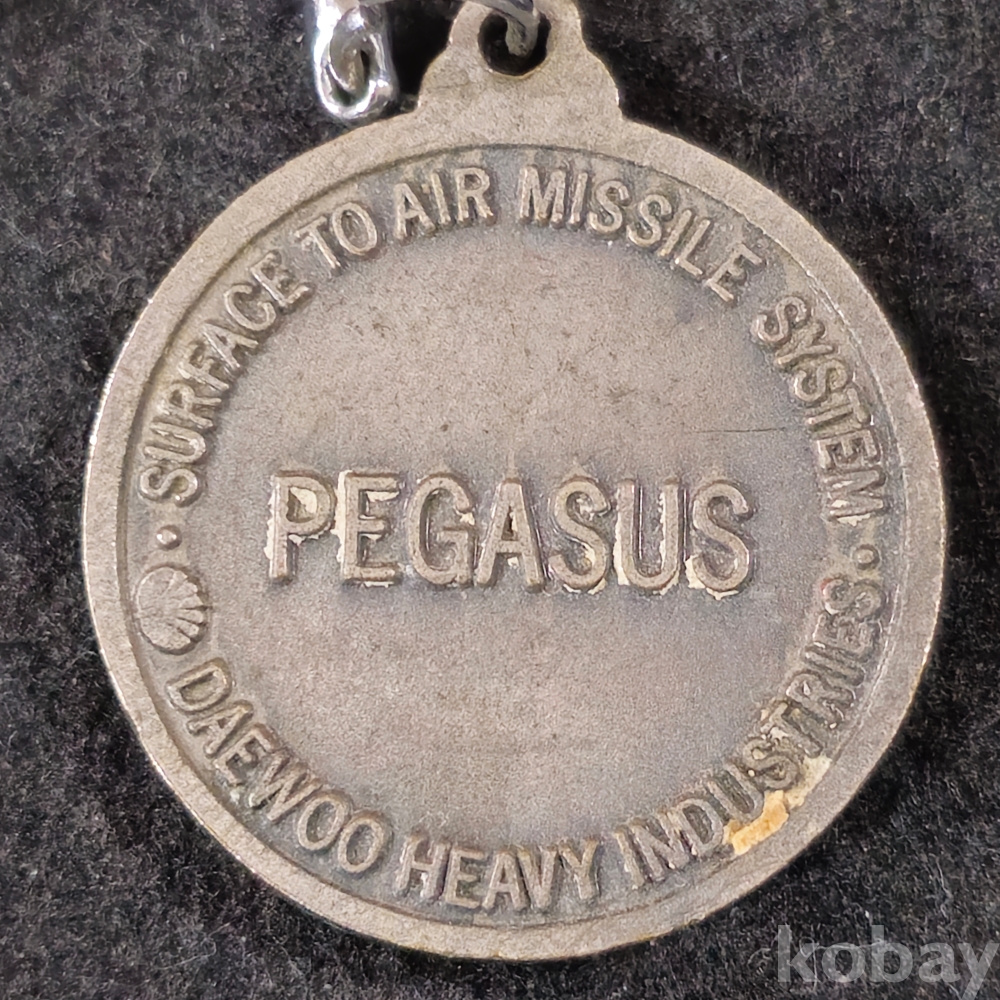 SURFACE TO AIR MISSILE SYSTEM
PEGASUS
DAEWOO HEAVY INDUSTRIES
kobay